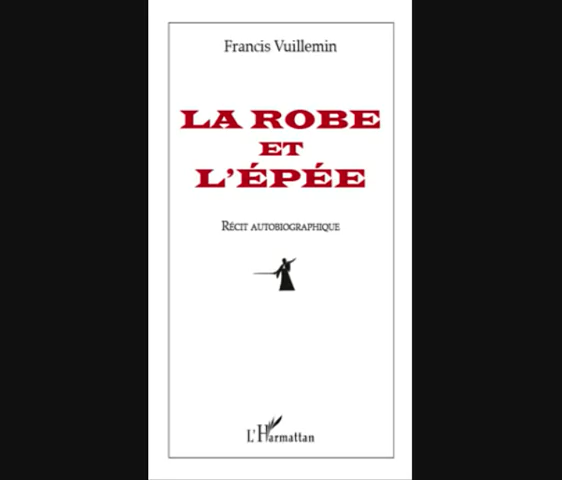 Francis Vuillemin
LA ROBE
ET
L'ÉPÉE
RÉCIT AUTOBIOGRAPHIQUE
L'Harmattan